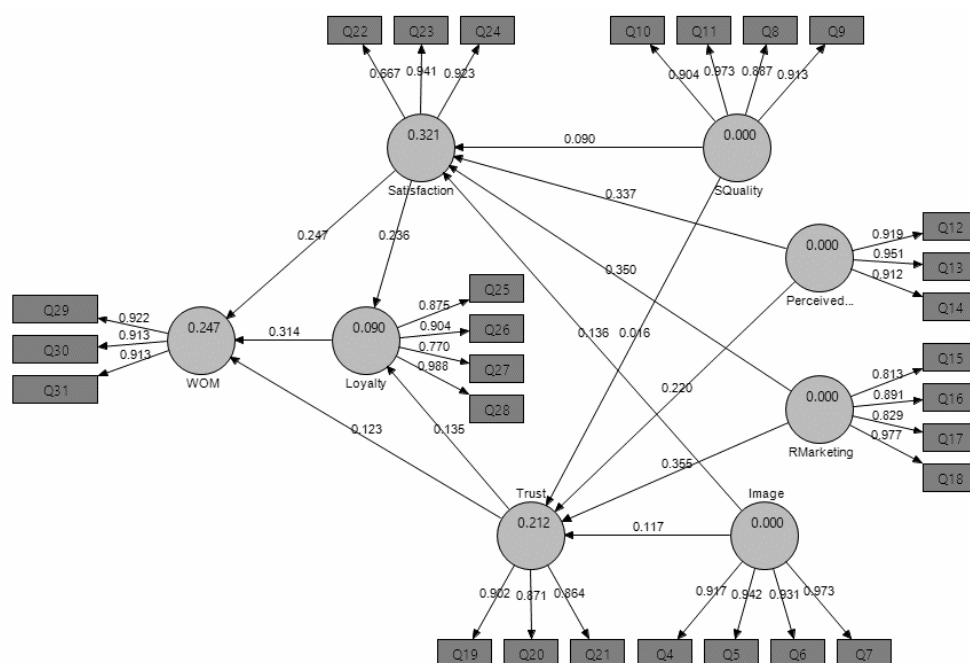 Q22 Q23 Q24 Q10 Q11 Q8 Q9
0.667 0.941 0.923 0.904 0.973 0.887 0.913
0.321 0.090 0.000
Satisfaction SQuality
0.337
0.247 0.236 0.000 0.919 Q12
0.951 Q13
0.912 Q14
Perceived...
0.350
Q29 0.922 0.875 Q25
Q30 0.913 0.247 0.314 0.090 0.904 Q26
Q31 0.913 0.770 Q27
0.988 Q28
WOM Loyalty
0.136 0.016
0.220
0.000 0.813 Q15
0.891 Q16
0.829 Q17
0.977 Q18
RMarketing
0.123 0.135 0.355
Trust Image
0.212 0.117 0.000
0.902 0.871 0.864 0.917 0.942 0.931 0.973
Q19 Q20 Q21 Q4 Q5 Q6 Q7